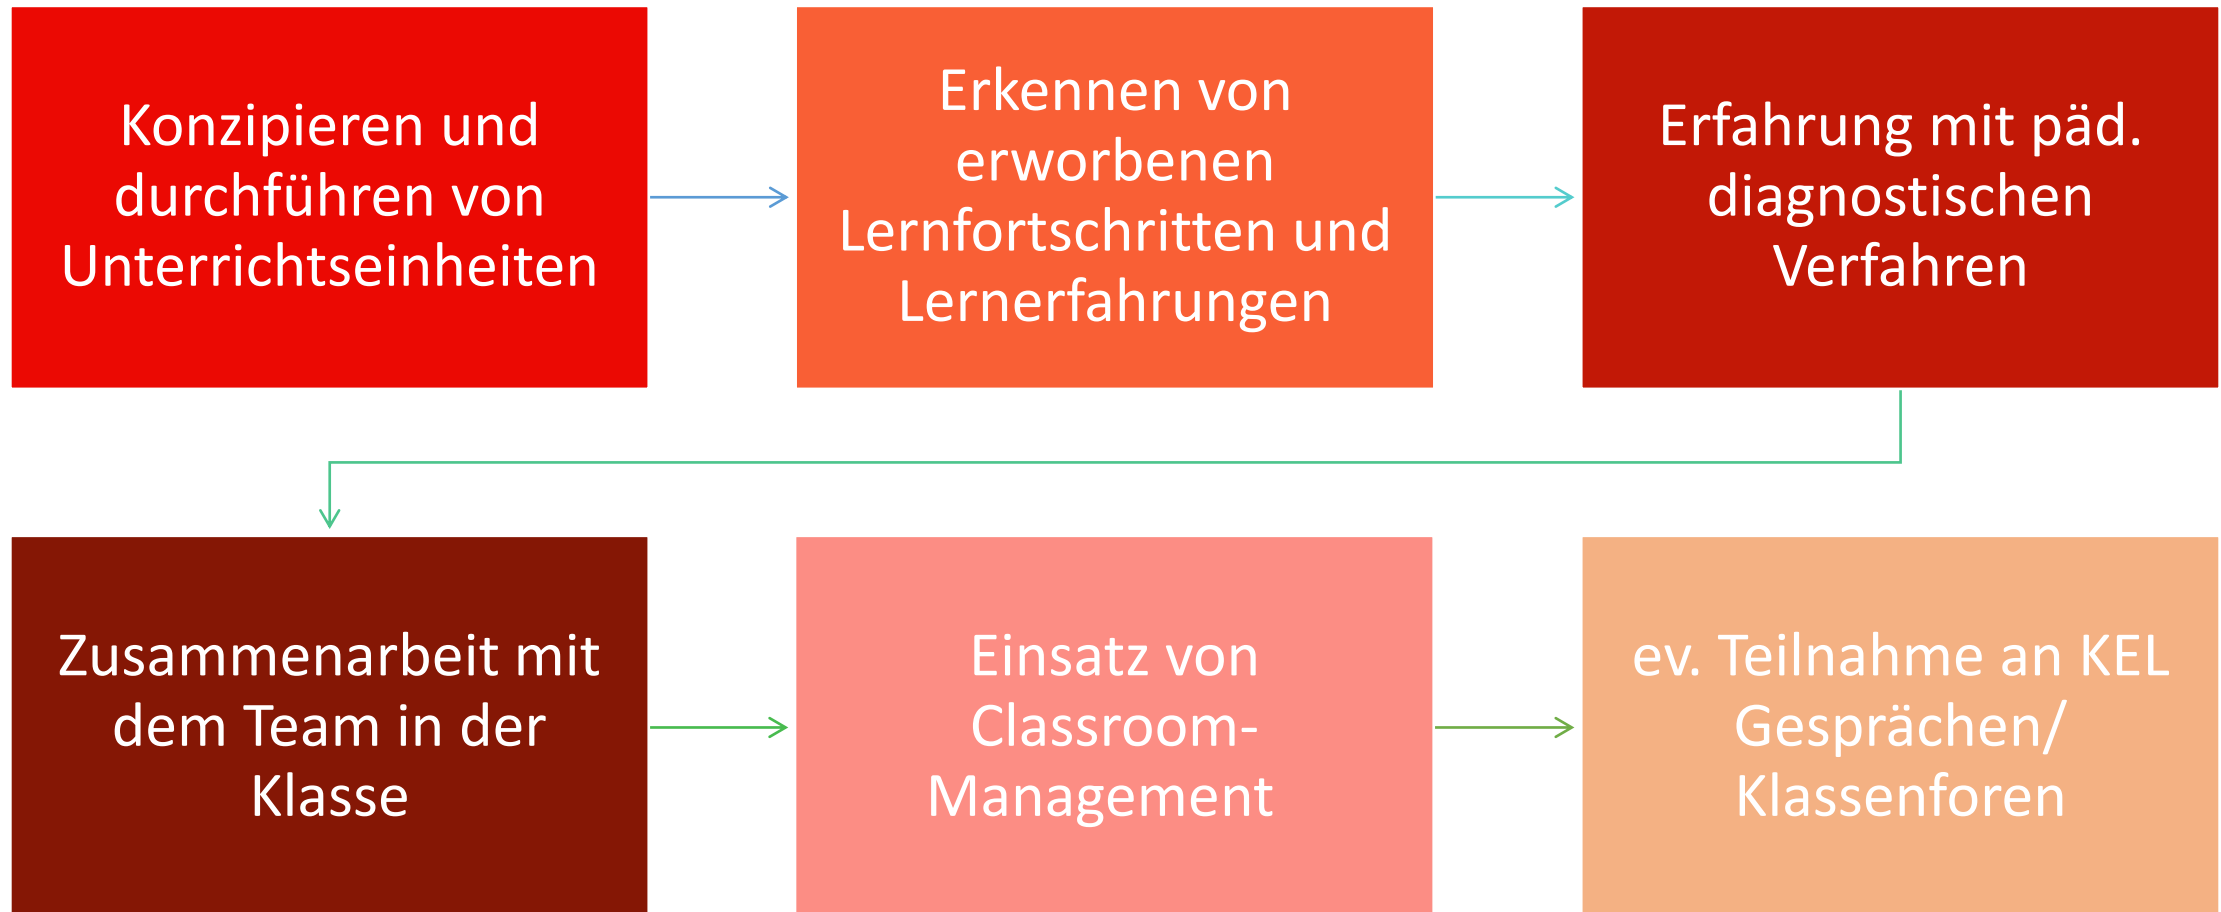 Konzipieren und
durchführen von
Unterrichtseinheiten
Erkennen von
erworbenen
Lernfortschritten und
Lernerfahrungen
Erfahrung mit päd.
diagnostischen
Verfahren
Zusammenarbeit mit
dem Team in der
Klasse
Einsatz von
Classroom-
Management
ev. Teilnahme an KEL
Gesprächen/
Klassenforen